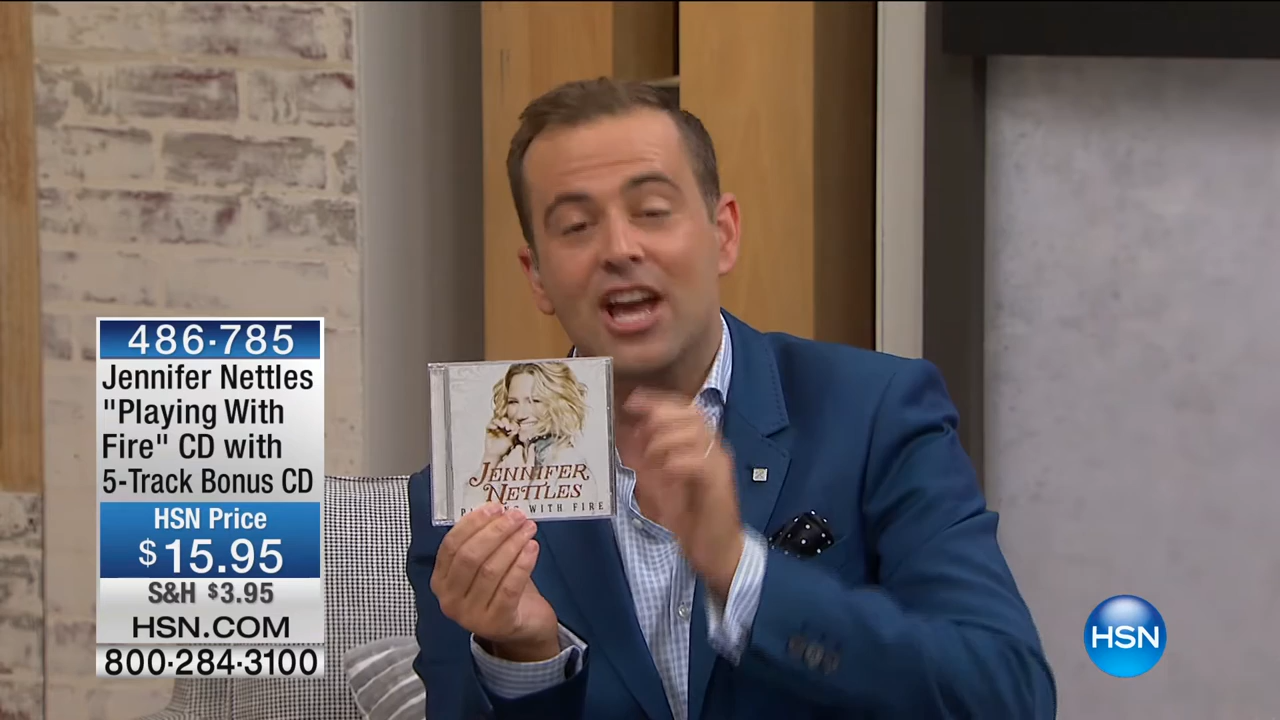 486-785
Jennifer Nettles
"Playing With
Fire" CD with
5-Track Bonus CD
HSN Price
$15.95
S&H $3.95
HSN.COM
800-284-3100
JENNIFER
NETTLES
PLAYING WITH FIRE
HSN